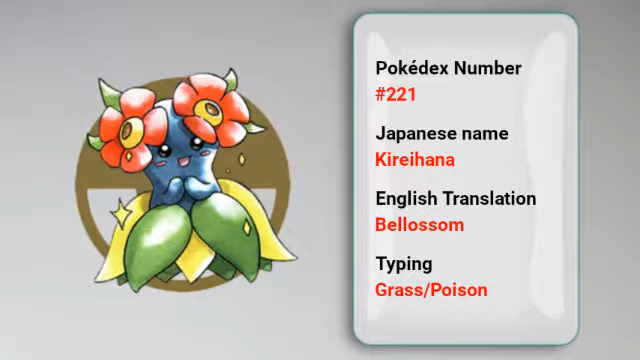 Pokédex Number
#221
Japanese name
Kireihana
English Translation
Bellossom
Typing
Grass/Poison